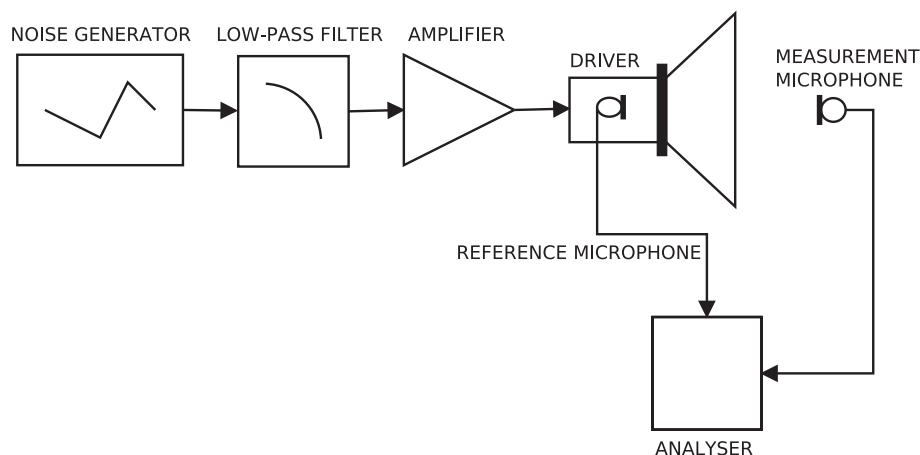 NOISE GENERATOR
LOW-PASS FILTER
AMPLIFIER
DRIVER
MEASUREMENT
MICROPHONE
REFERENCE MICROPHONE
ANALYSER